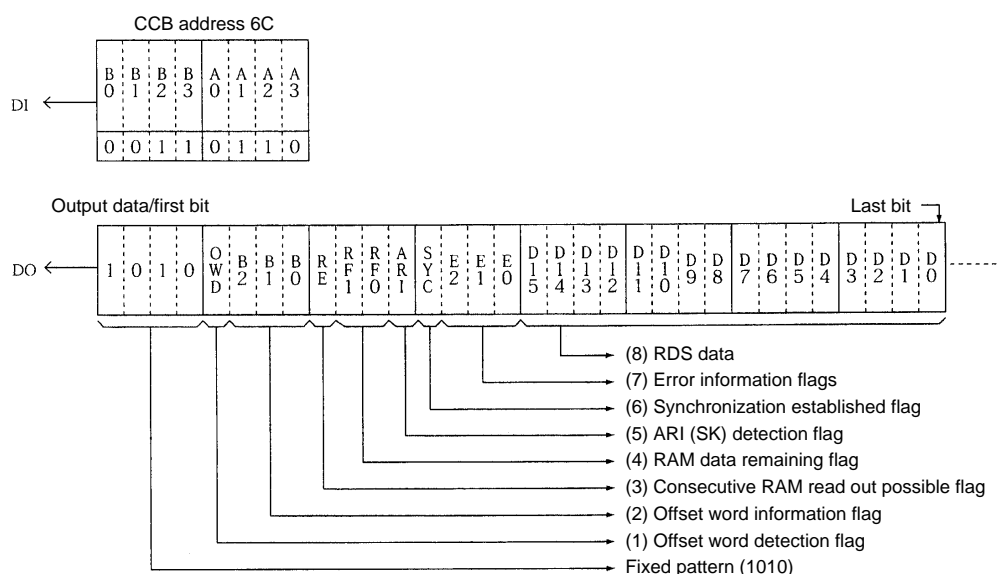 CCB address 6C
B0 B1 B2 B3 A0 A1 A2 A3
DI
0 0 1 1 0 1 1 0
Output data/first bit
Last bit
DO
1 0 1 0 OWD B2 B1 B0 RE RF1 RF0 ARI SYC E2 E1 E0 D15 D14 D13 D12 D11 D10 D9 D8 D7 D6 D5 D4 D3 D2 D1 D0
(8) RDS data
(7) Error information flags
(6) Synchronization established flag
(5) ARI (SK) detection flag
(4) RAM data remaining flag
(3) Consecutive RAM read out possible flag
(2) Offset word information flag
(1) Offset word detection flag
Fixed pattern (1010)